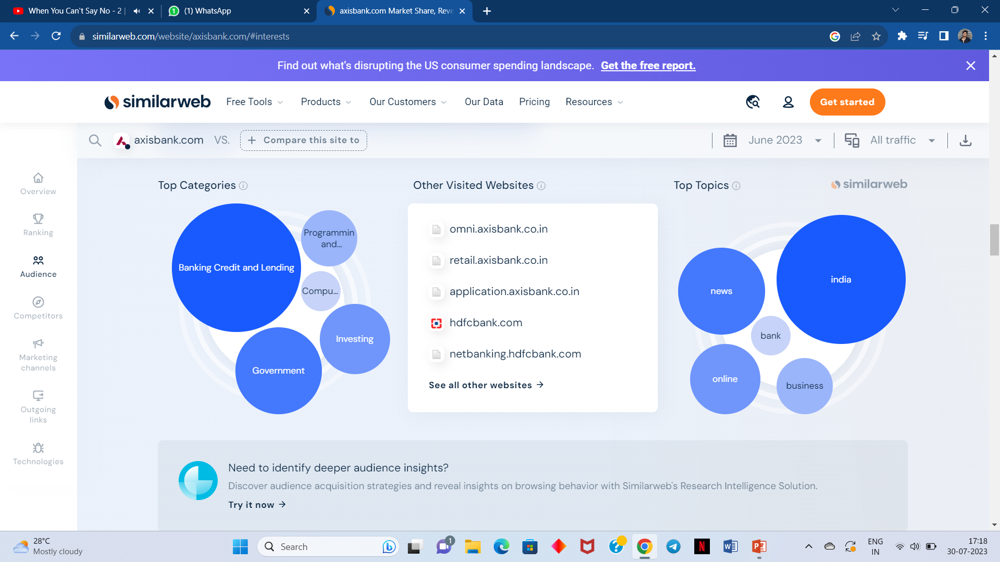 When You Can't Say No - 2 |
(1) WhatsApp
axisbank.com Market Share, Reve
similarweb.com/website/axisbank.com/#interests
Find out what's disrupting the US consumer spending landscape. Get the free report.
similarweb
Free Tools
Products
Our Customers
Our Data
Pricing
Resources
Get started
axisbank.com
VS.
+ Compare this site to
June 2023
All traffic
Overview
Ranking
Audience
Competitors
Marketing
channels
Outgoing
links
Technologies
Top Categories
Banking Credit and Lending
Programmin
and...
Compu...
Investing
Government
Other Visited Websites
omni.axisbank.co.in
retail.axisbank.co.in
application.axisbank.co.in
hdfcbank.com
netbanking.hdfcbank.com
See all other websites →
Top Topics
similarweb
india
news
bank
online
business
Need to identify deeper audience insights?
Discover audience acquisition strategies and reveal insights on browsing behavior with Similarweb's Research Intelligence Solution.
Try it now →
28°C
Mostly cloudy
Search
1
ENG
IN
17:18
30-07-2023